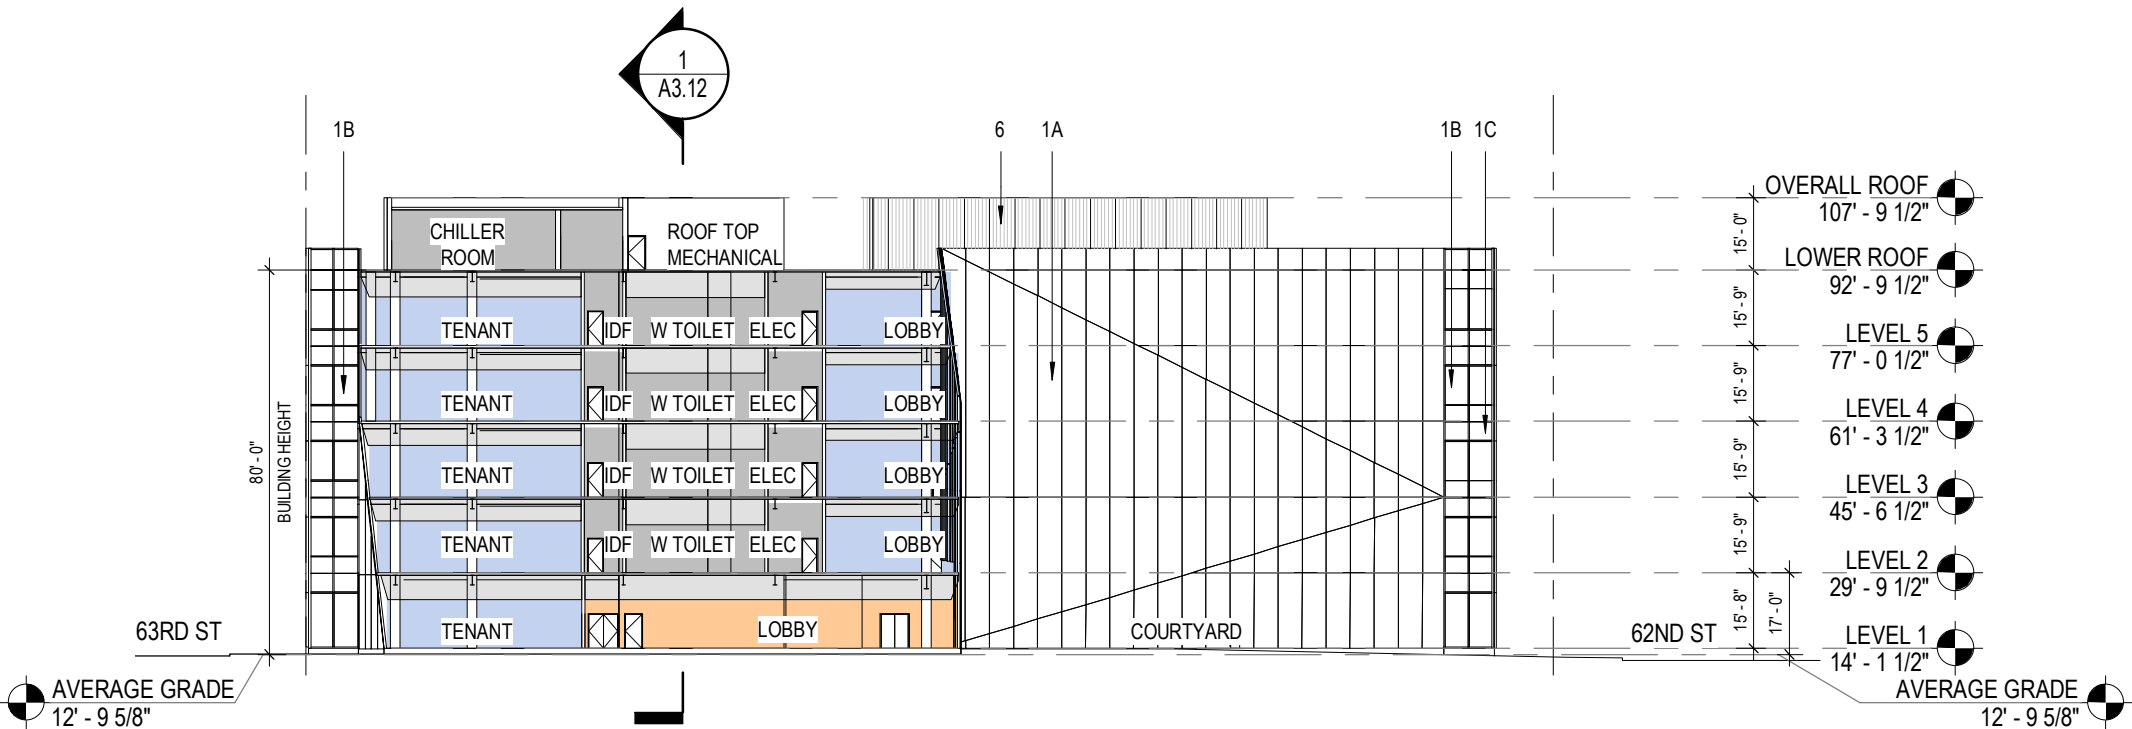 1
A3.12
1B
6
1A
1B
1C
OVERALL ROOF
107' - 9 1/2"
LOWER ROOF
92' - 9 1/2"
LEVEL 5
77' - 0 1/2"
LEVEL 4
61' - 3 1/2"
LEVEL 3
45' - 6 1/2"
LEVEL 2
29' - 9 1/2"
LEVEL 1
14' - 1 1/2"
15' - 0"
15' - 9"
15' - 9"
15' - 9"
15' - 9"
15' - 8"
17' - 0"
CHILLER
ROOM
ROOF TOP
MECHANICAL
TENANT IDF W TOILET ELEC LOBBY
TENANT IDF W TOILET ELEC LOBBY
TENANT IDF W TOILET ELEC LOBBY
TENANT IDF W TOILET ELEC LOBBY
TENANT LOBBY
COURTYARD
80' - 0"
BUILDING HEIGHT
63RD ST
62ND ST
AVERAGE GRADE
12' - 9 5/8"
AVERAGE GRADE
12' - 9 5/8"